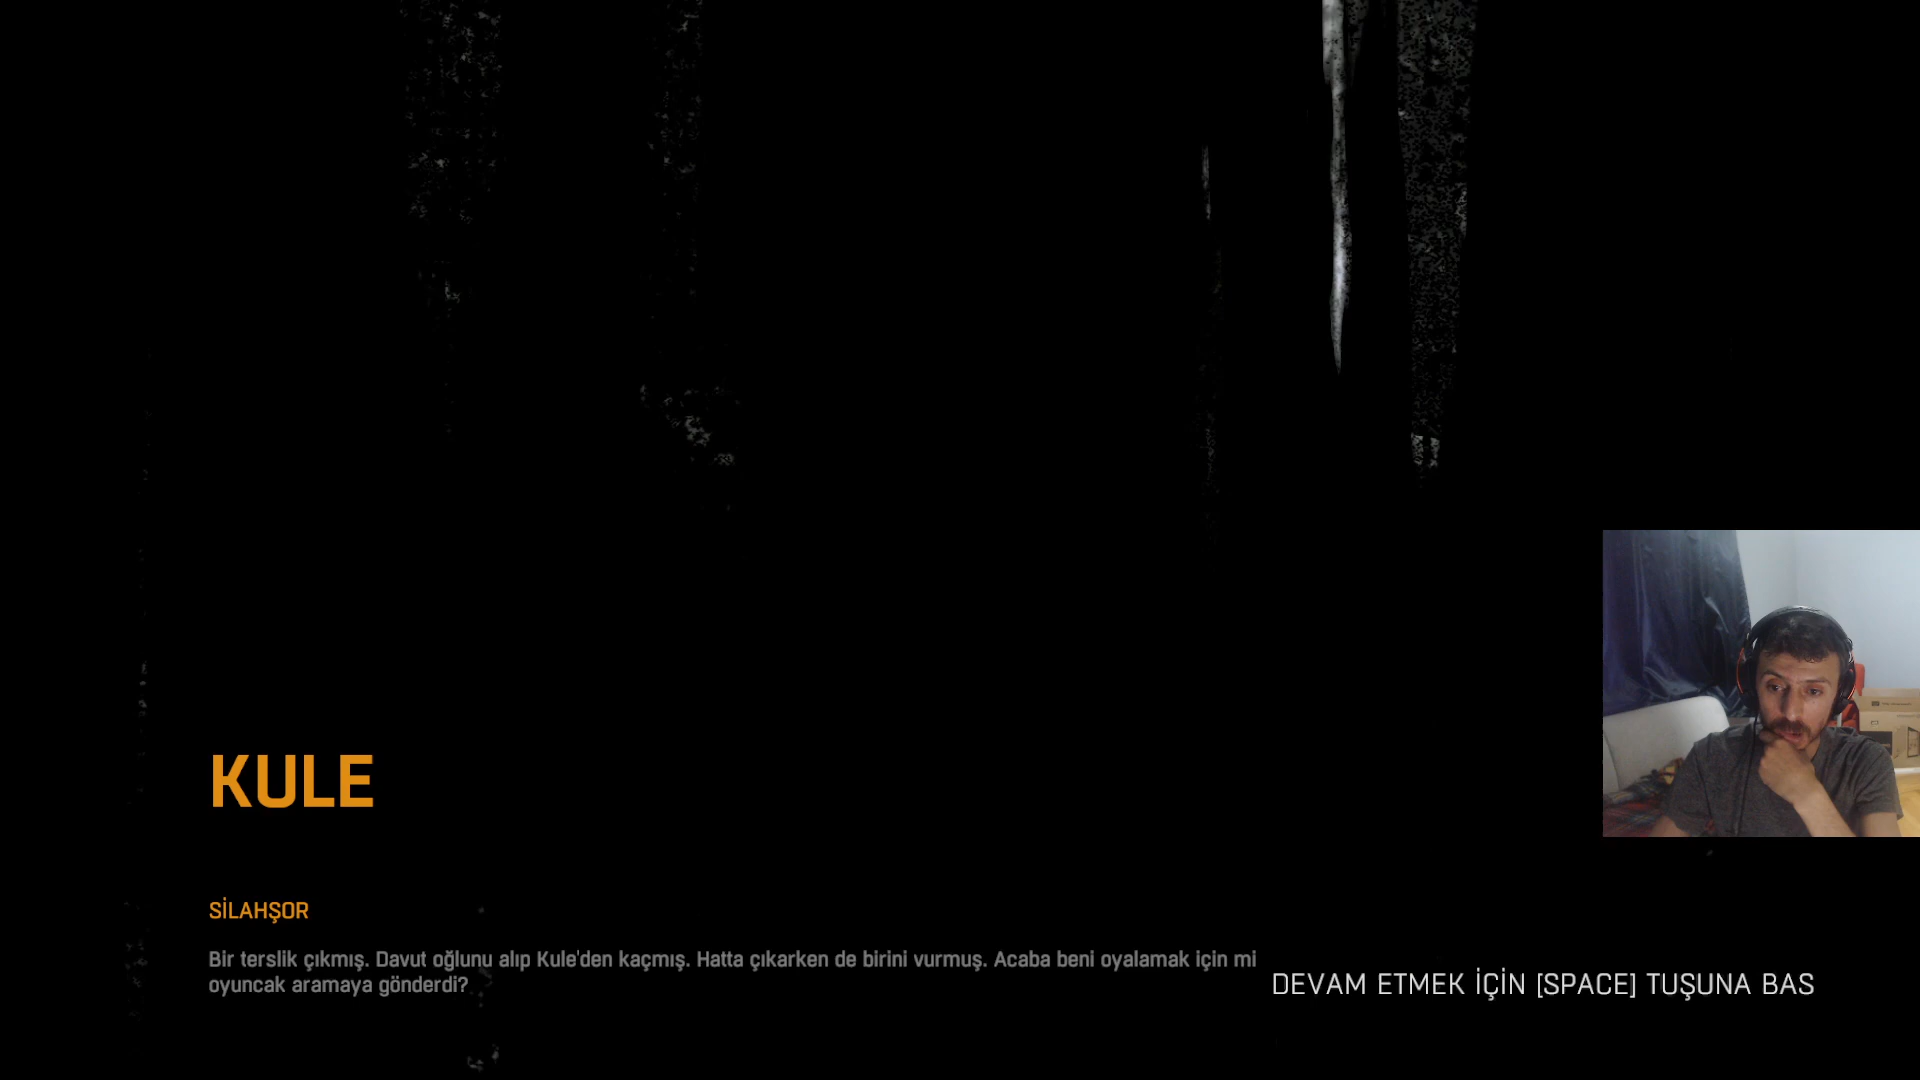 KULE
SİLAHŞOR
Bir terslik çıkmış. Davut oğlunu alıp Kule'den kaçmış. Hatta çıkarken de birini vurmuş. Acaba beni oyalamak için mi
oyuncak aramaya gönderdi?
DEVAM ETMEK İÇİN [SPACE] TUŞUNA BAS